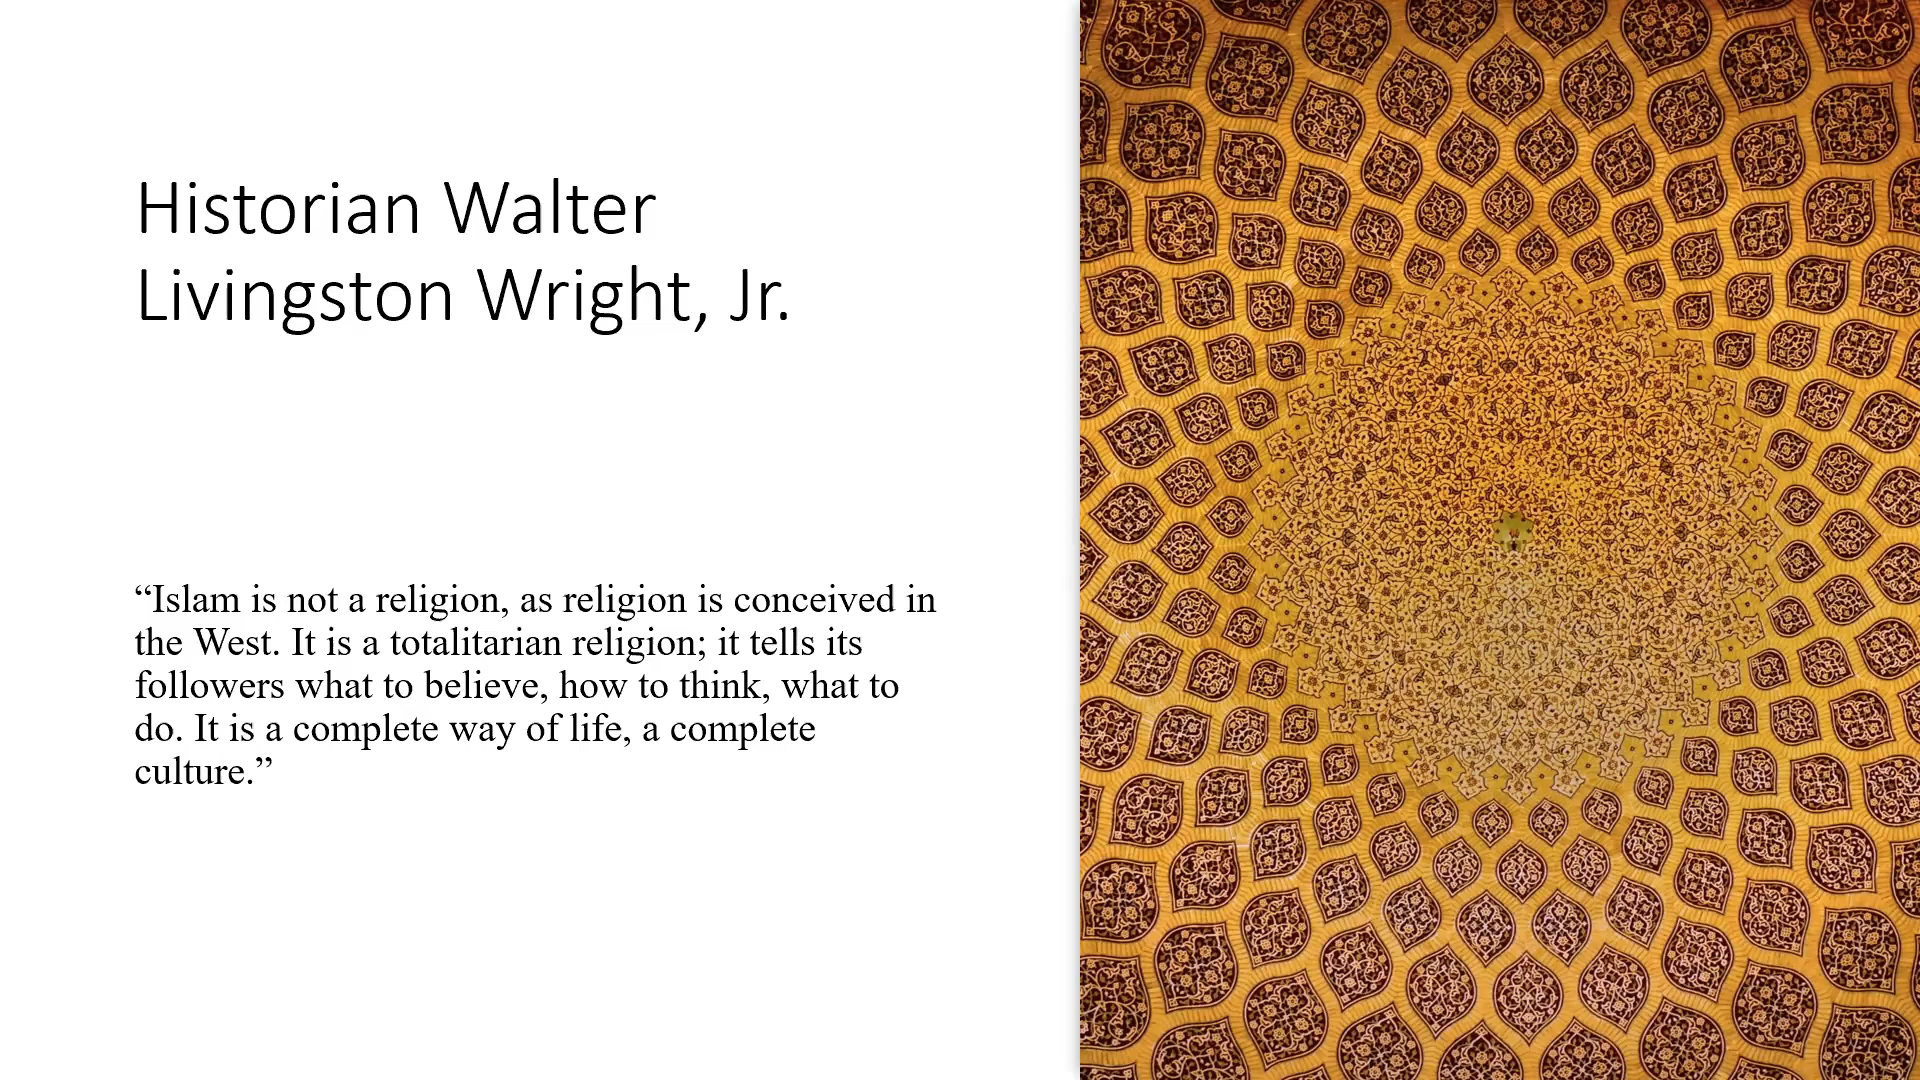 Historian Walter
Livingston Wright, Jr.
“Islam is not a religion, as religion is conceived in
the West. It is a totalitarian religion; it tells its
followers what to believe, how to think, what to
do. It is a complete way of life, a complete
culture.”